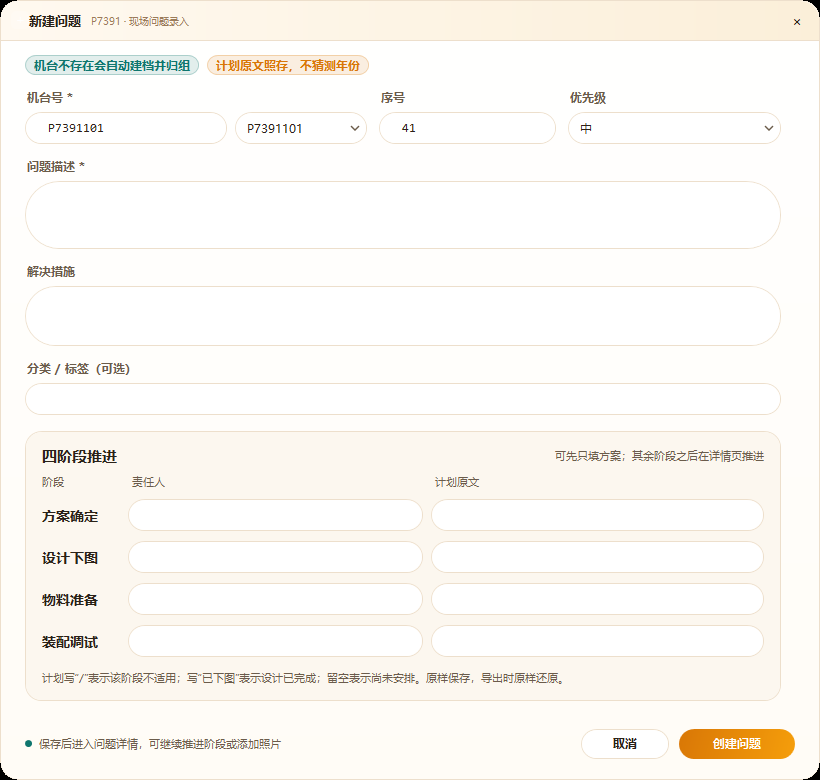 新建问题 P7391 · 现场问题录入 ×
机台不存在会自动建档并归组 计划原文照存，不猜测年份
机台号 * 序号 优先级
P7391101 P7391101 41 中
问题描述 *
解决措施
分类 / 标签（可选）
四阶段推进 可先只填方案；其余阶段之后在详情页推进
阶段 责任人 计划原文
方案确定
设计下图
物料准备
装配调试
计划写"/"表示该阶段不适用；写"已下图"表示设计已完成；留空表示尚未安排。原样保存，导出时原样还原。
保存后进入问题详情，可继续推进阶段或添加照片 取消 创建问题